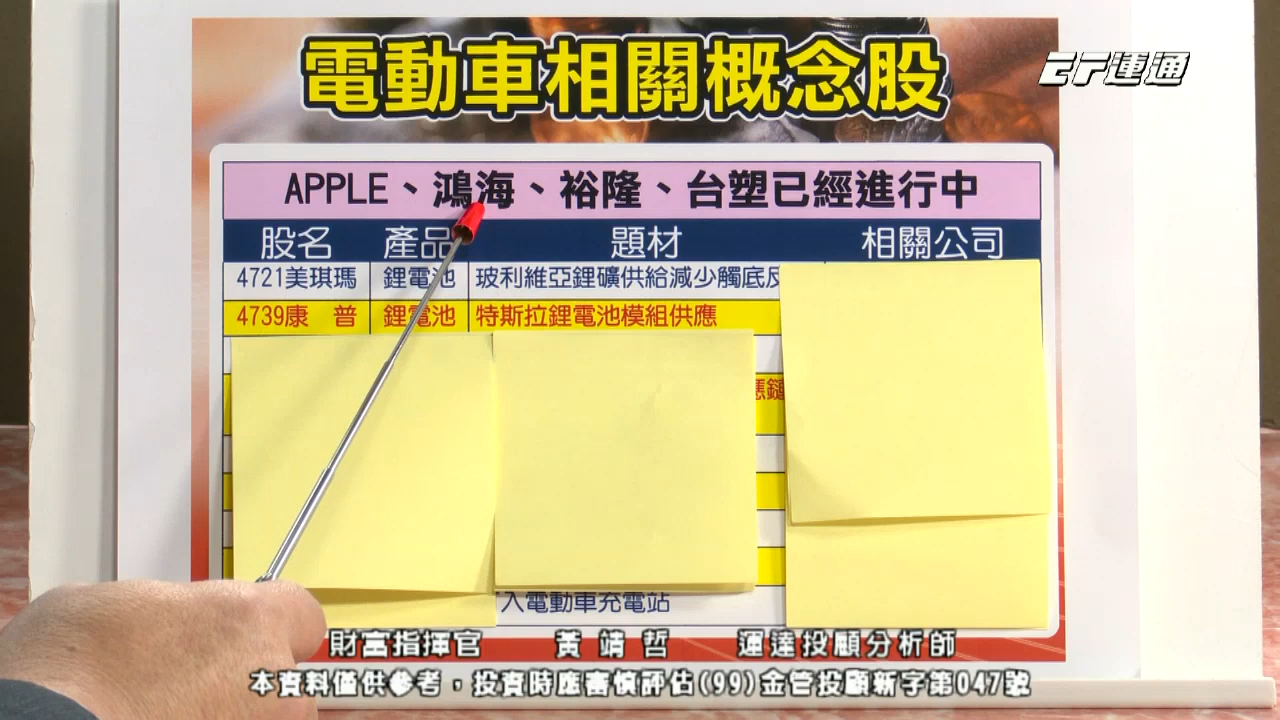 電動車相關概念股
運通
APPLE、鴻海、裕隆、台塑已經進行中
股名 產品 題材 相關公司
4721美琪瑪 鋰電池 玻利維亞鋰礦供給減少觸底
4739康 普 鋰電池 特斯拉鋰電池模組供應
應鏈
入電動車充電站
財富指揮官 黃靖哲 運達投顧分析師
本資料僅供參考，投資時應審慎評估(99)金管投顧新字第047號